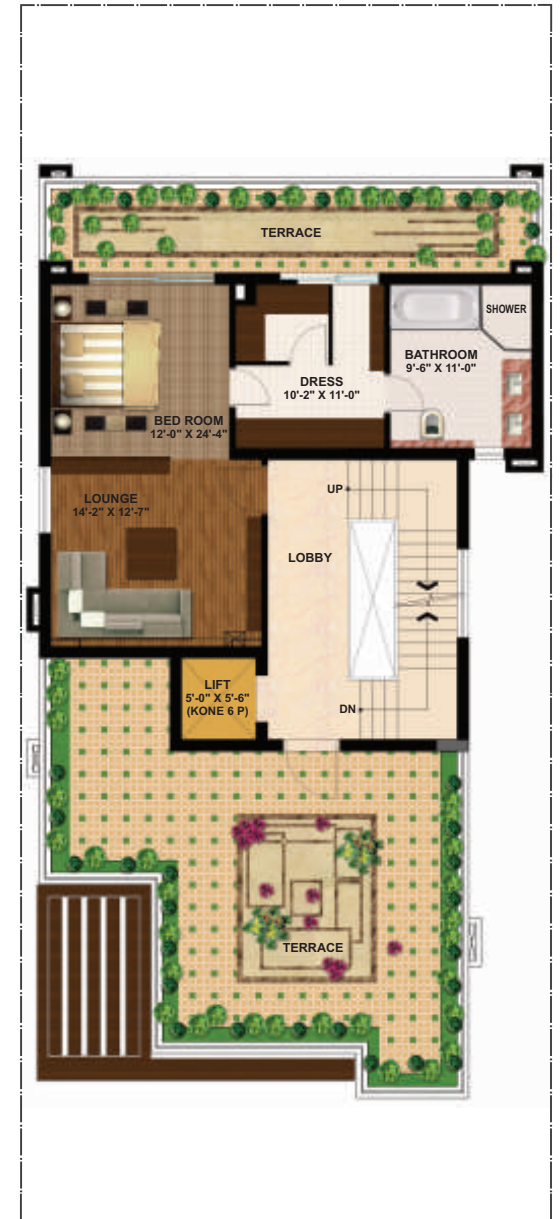 TERRACE
SHOWER
BATHROOM
9'-6" X 11'-0"
DRESS
10'-2" X 11'-0"
BED ROOM
12'-0" X 24'-4"
LOUNGE
14'-2" X 12'-7"
UP
LOBBY
LIFT
5'-0" X 5'-6"
(KONE 6 P)
DN
TERRACE